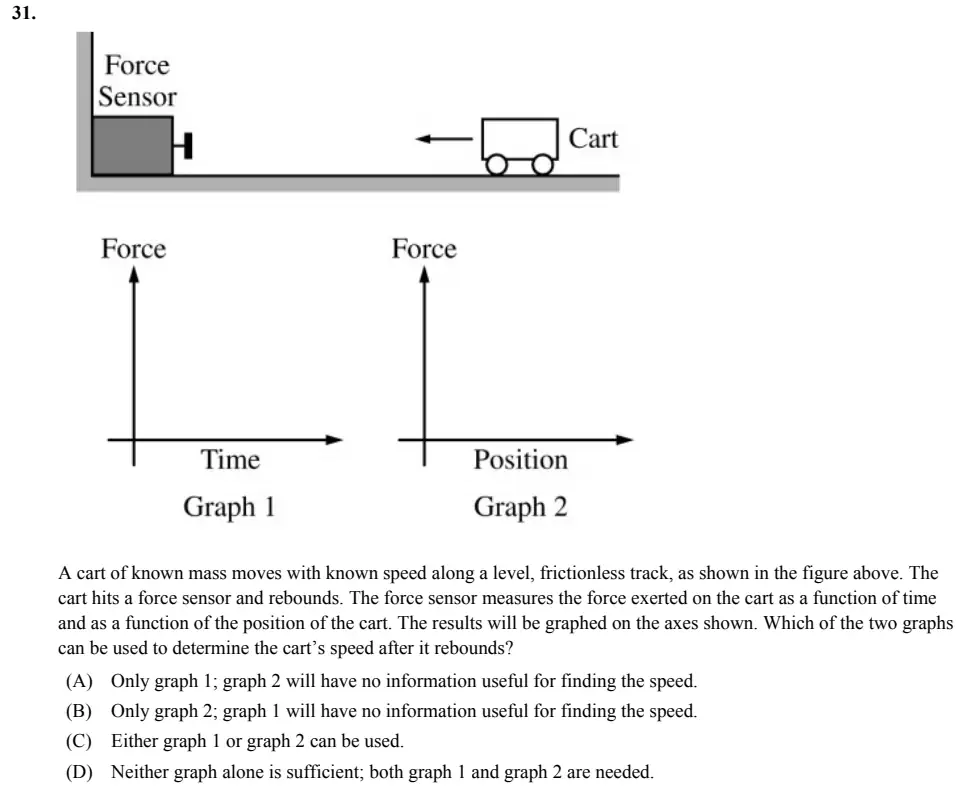 31.
Force
Sensor
Cart
Force
Force
Time
Position
Graph 1
Graph 2
A cart of known mass moves with known speed along a level, frictionless track, as shown in the figure above. The
cart hits a force sensor and rebounds. The force sensor measures the force exerted on the cart as a function of time
and as a function of the position of the cart. The results will be graphed on the axes shown. Which of the two graphs
can be used to determine the cart’s speed after it rebounds?
(A) Only graph 1; graph 2 will have no information useful for finding the speed.
(B) Only graph 2; graph 1 will have no information useful for finding the speed.
(C) Either graph 1 or graph 2 can be used.
(D) Neither graph alone is sufficient; both graph 1 and graph 2 are needed.